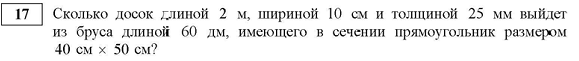 17 Сколько досок длиной 2 м, шириной 10 см и толщиной 25 мм выйдет
из бруса длиной 60 дм, имеющего в сечении прямоугольник размером
40 см × 50 см?